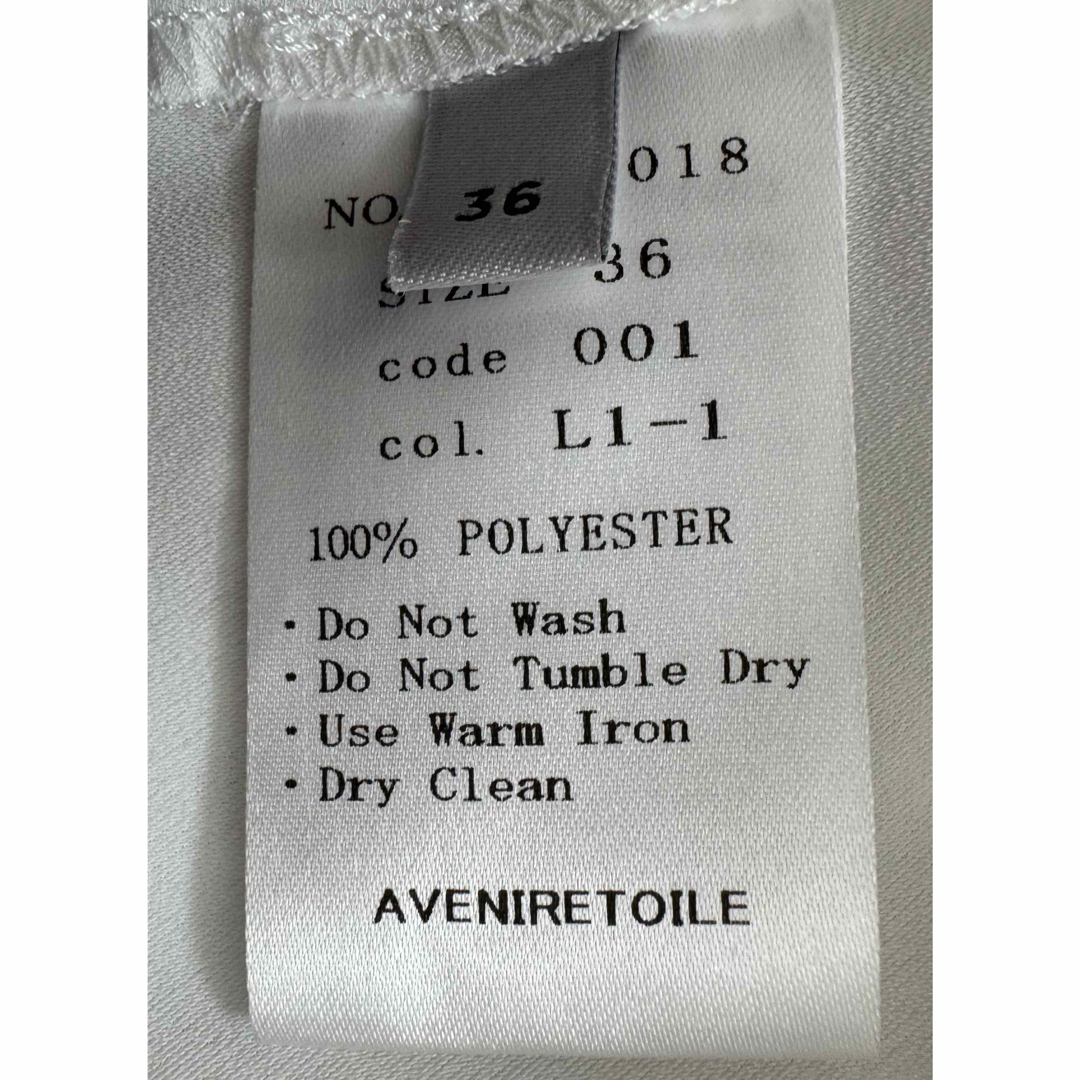 36
NO. 018
SIZE 36
code 001
col. L1-1
100% POLYESTER
・Do Not Wash
・Do Not Tumble Dry
・Use Warm Iron
・Dry Clean
AVENIRETOILE